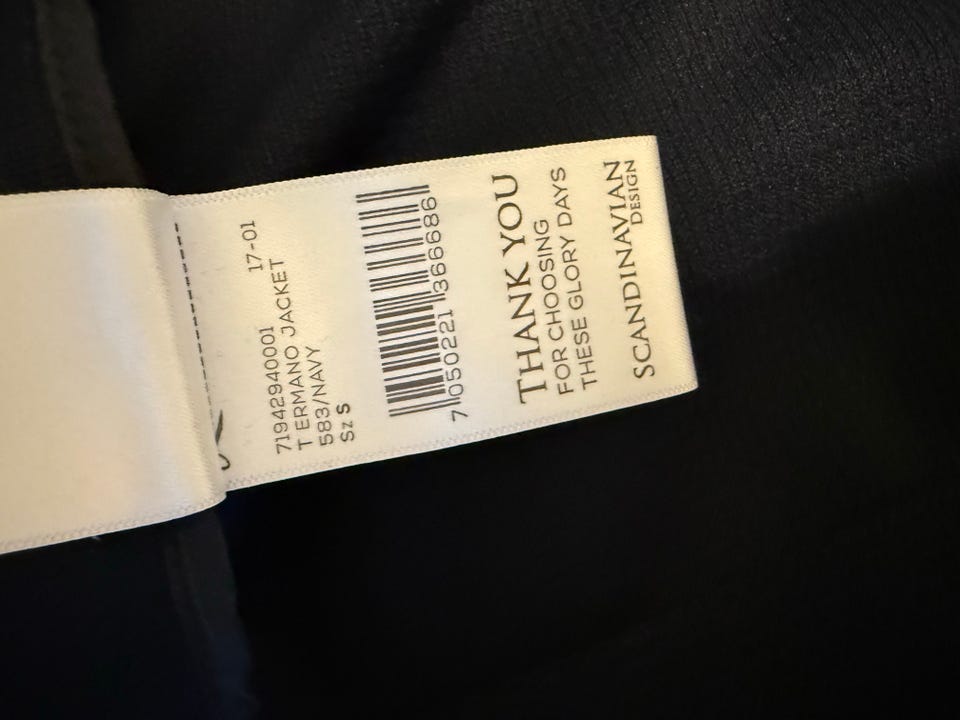 71942940001 17-01
T ERMANO JACKET
583/NAVY
Sz S
7 050221 366686
THANK YOU
FOR CHOOSING
THESE GLORY DAYS
SCANDINAVIAN
DESIGN